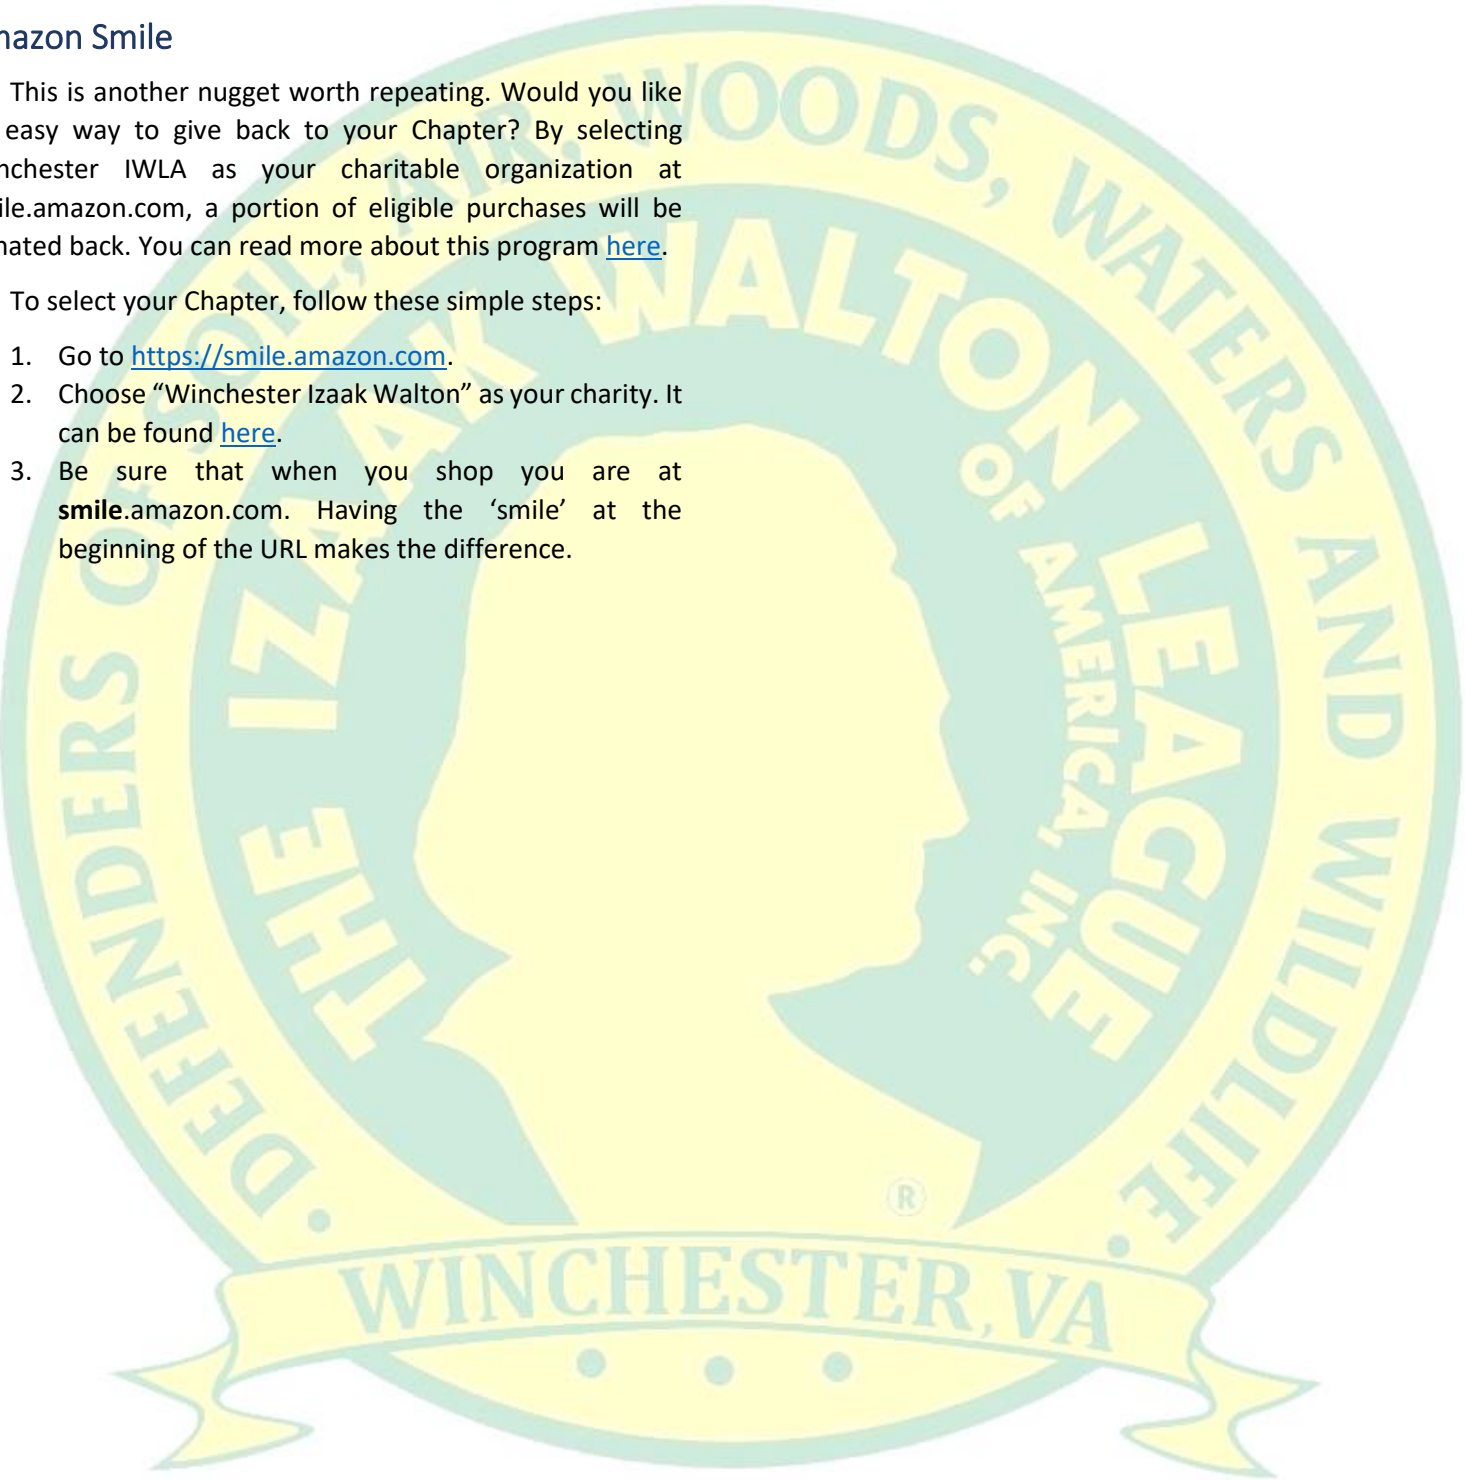 mazon Smile
This is another nugget worth repeating. Would you like
easy way to give back to your Chapter? By selecting
nchester IWLA as your charitable organization at
ile.amazon.com, a portion of eligible purchases will be
nated back. You can read more about this program here.
To select your Chapter, follow these simple steps:
1. Go to https://smile.amazon.com.
2. Choose “Winchester Izaak Walton” as your charity. It
can be found here.
3. Be sure that when you shop you are at
smile.amazon.com. Having the ‘smile’ at the
beginning of the URL makes the difference.
• DEFENDERS OF SOIL, AIR, WOODS, WATERS AND WILDLIFE •
THE IZAAK WALTON LEAGUE
OF AMERICA, INC.
®
WINCHESTER, VA